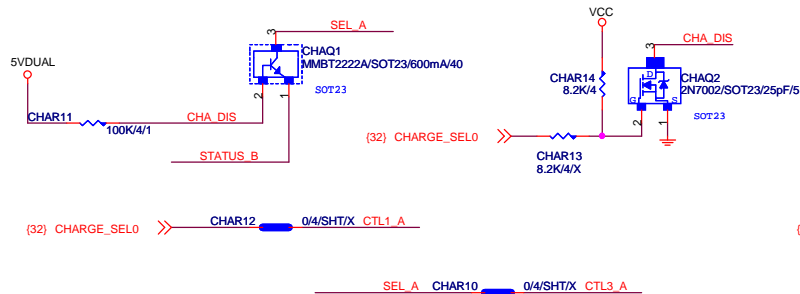 SEL_A
VCC
3
CHAQ1
MMBT2222A/SOT23/600mA/40
SOT23
2
1
5VDUAL
CHAR11
100K/4/1
CHA_DIS
STATUS_B
3
CHA_DIS
CHAR14
8.2K/4
D
G
S
CHAQ2
2N7002/SOT23/25pF/5
SOT23
2
1
{32} CHARGE_SEL0
CHAR13
8.2K/4/X
{32} CHARGE_SEL0
CHAR12
0/4/SHT/X
CTL1_A
{
SEL_A
CHAR10
0/4/SHT/X
CTL3_A